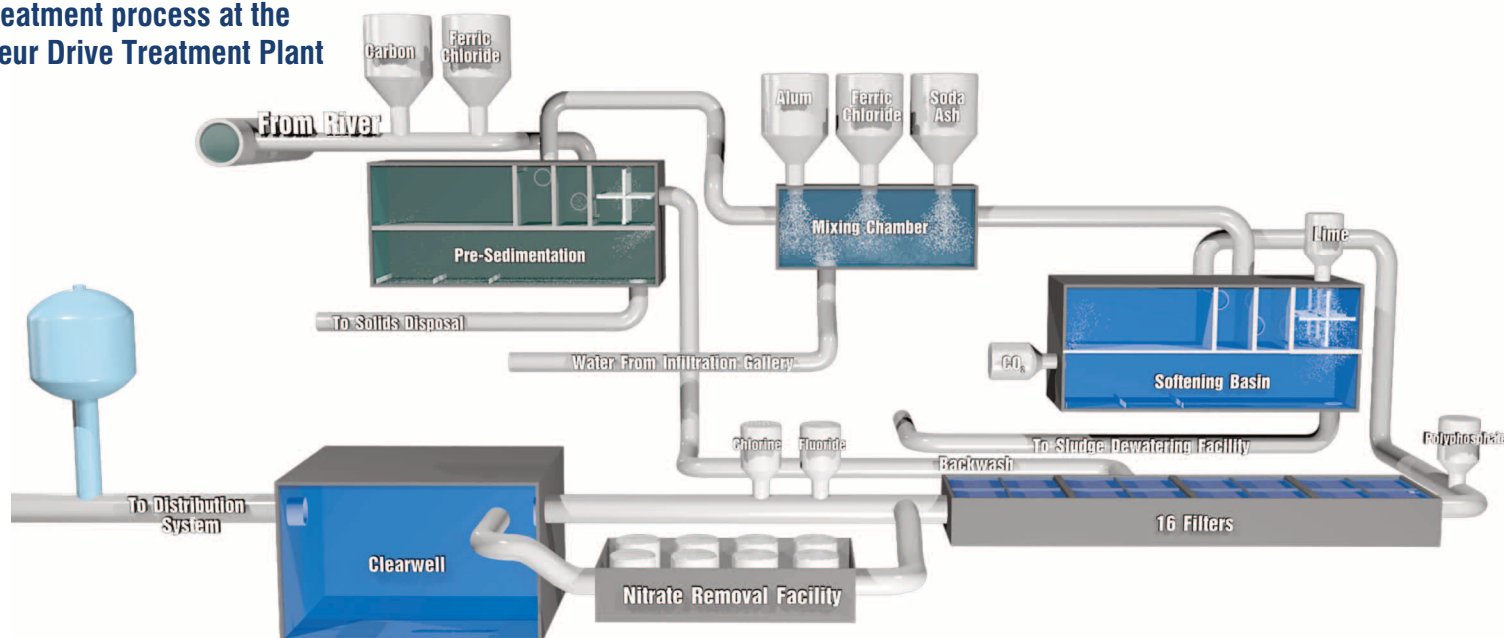 eatment process at the
eur Drive Treatment Plant
Carbon
Ferric
Chloride
From River
Alum
Ferric
Chloride
Soda
Ash
Mixing Chamber
Pre-Sedimentation
Lime
To Solids Disposal
Water From Infiltration Gallery
CO₂
Softening Basin
To Sludge Dewatering Facility
Chlorine
Fluoride
Backwash
Polyphosphate
To Distribution
System
16 Filters
Clearwell
Nitrate Removal Facility